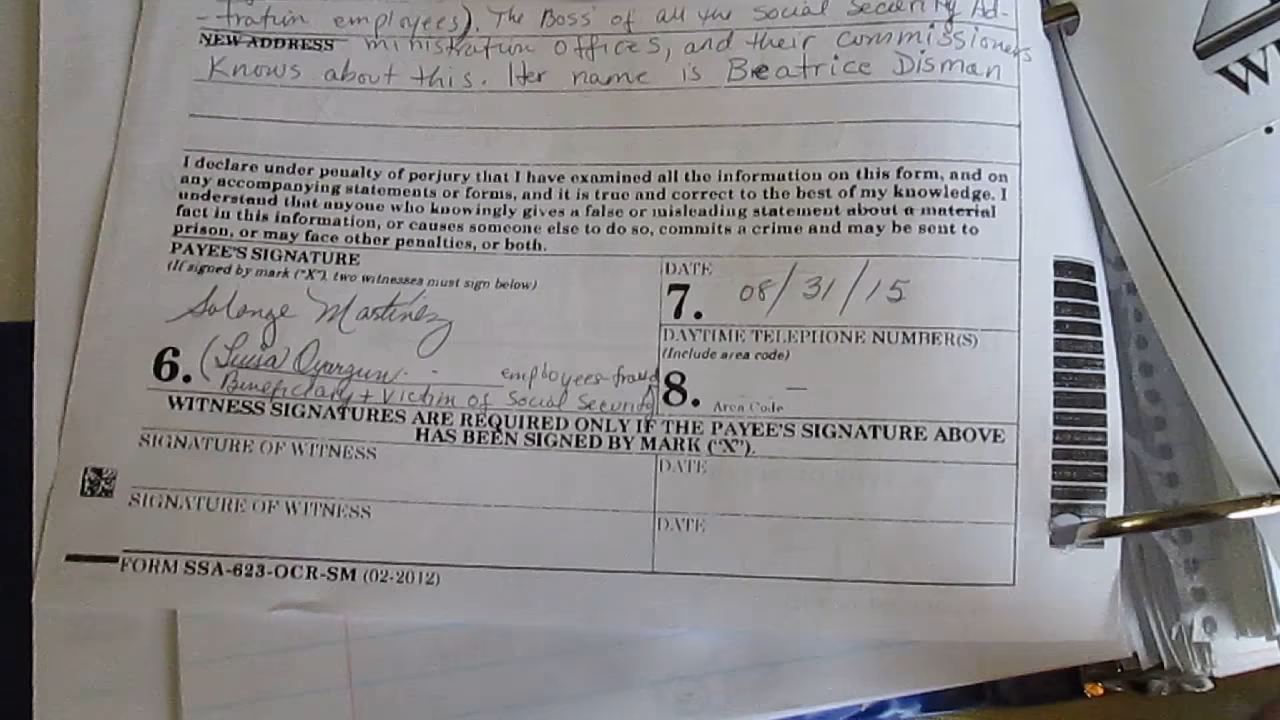 -tration employees). The Boss of all the Social Security Ad-
NEW ADDRESS ministration offices, and their commissioners
Knows about this. Her name is Beatrice Disman
I declare under penalty of perjury that I have examined all the information on this form, and on
any accompanying statements or forms, and it is true and correct to the best of my knowledge. I
understand that anyone who knowingly gives a false or misleading statement about a material
fact in this information, or causes someone else to do so, commits a crime and may be sent to
prison, or may face other penalties, or both.
PAYEE'S SIGNATURE
(If signed by mark ("X"), two witnesses must sign below)
Solange Martinez
6. (Luisa) Oyarzun employees fraud
Beneficiary + Victim of Social Security
DATE
7. 08/31/15
DAYTIME TELEPHONE NUMBER(S)
(Include area code)
8. —
Area Code
WITNESS SIGNATURES ARE REQUIRED ONLY IF THE PAYEE'S SIGNATURE ABOVE
HAS BEEN SIGNED BY MARK ("X").
SIGNATURE OF WITNESS
DATE
SIGNATURE OF WITNESS
DATE
FORM SSA-623-OCR-SM (02-2012)
W